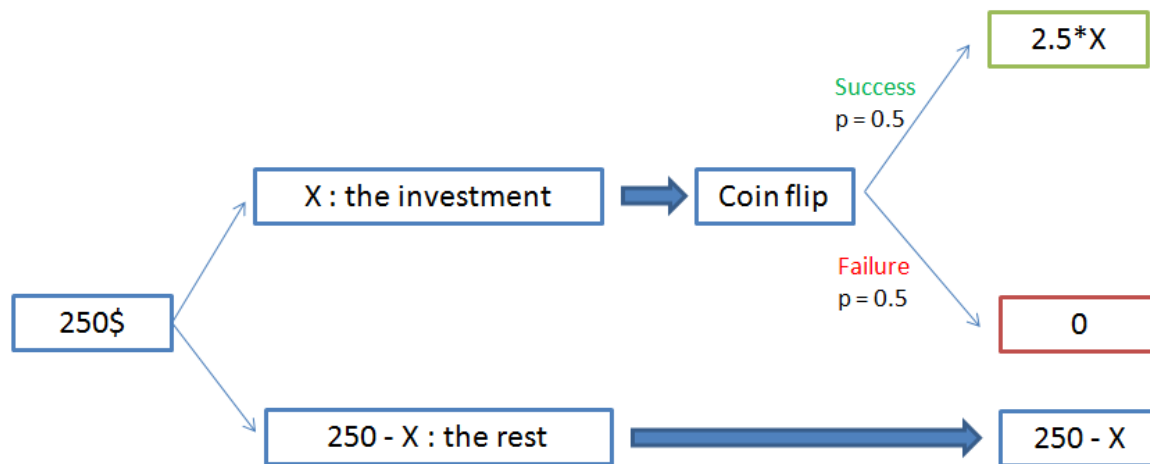 2.5*X
Success
p = 0.5
X : the investment
Coin flip
Failure
p = 0.5
250$
0
250 - X : the rest
250 - X